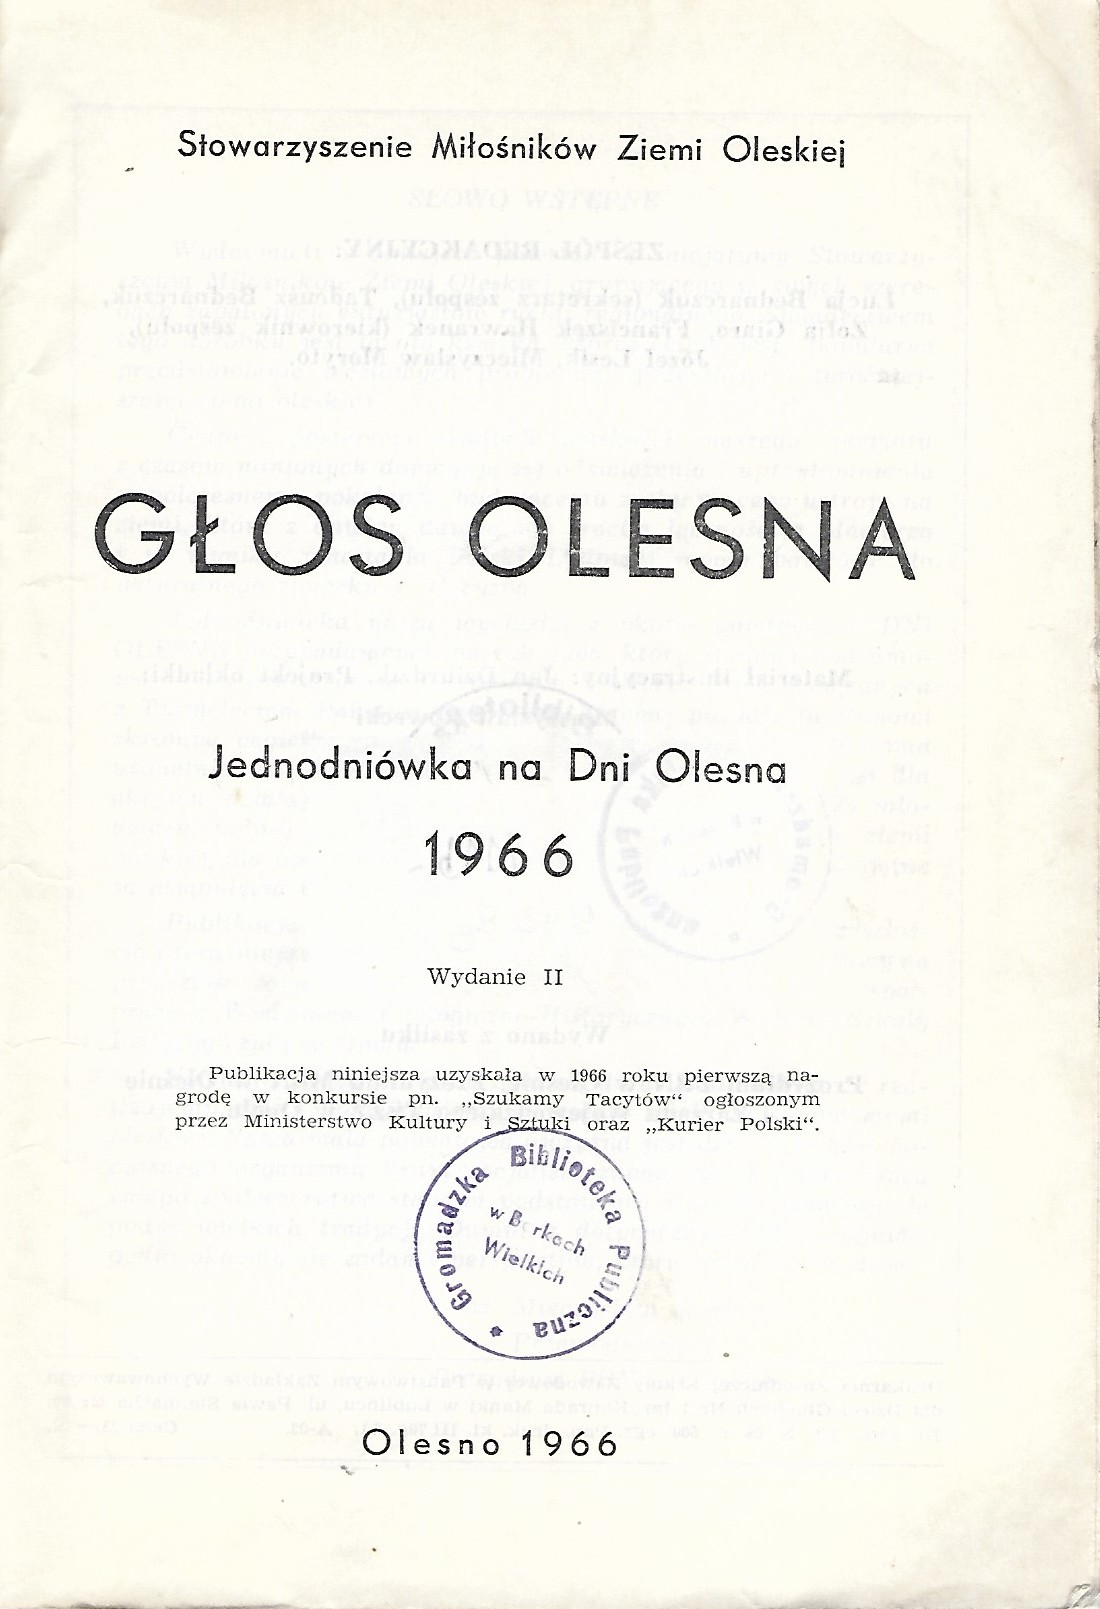 Stowarzyszenie Miłośników Ziemi Oleskiej
GŁOS OLESNA
Jednodniówka na Dni Olesna
1966
Wydanie II
Publikacja niniejsza uzyskała w 1966 roku pierwszą na-
grodę w konkursie pn. „Szukamy Tacytów“ ogłoszonym
przez Ministerstwo Kultury i Sztuki oraz „Kurier Polski“.
Gromadzka Biblioteka Publiczna
w Borkach
Wielkich
Olesno 1966